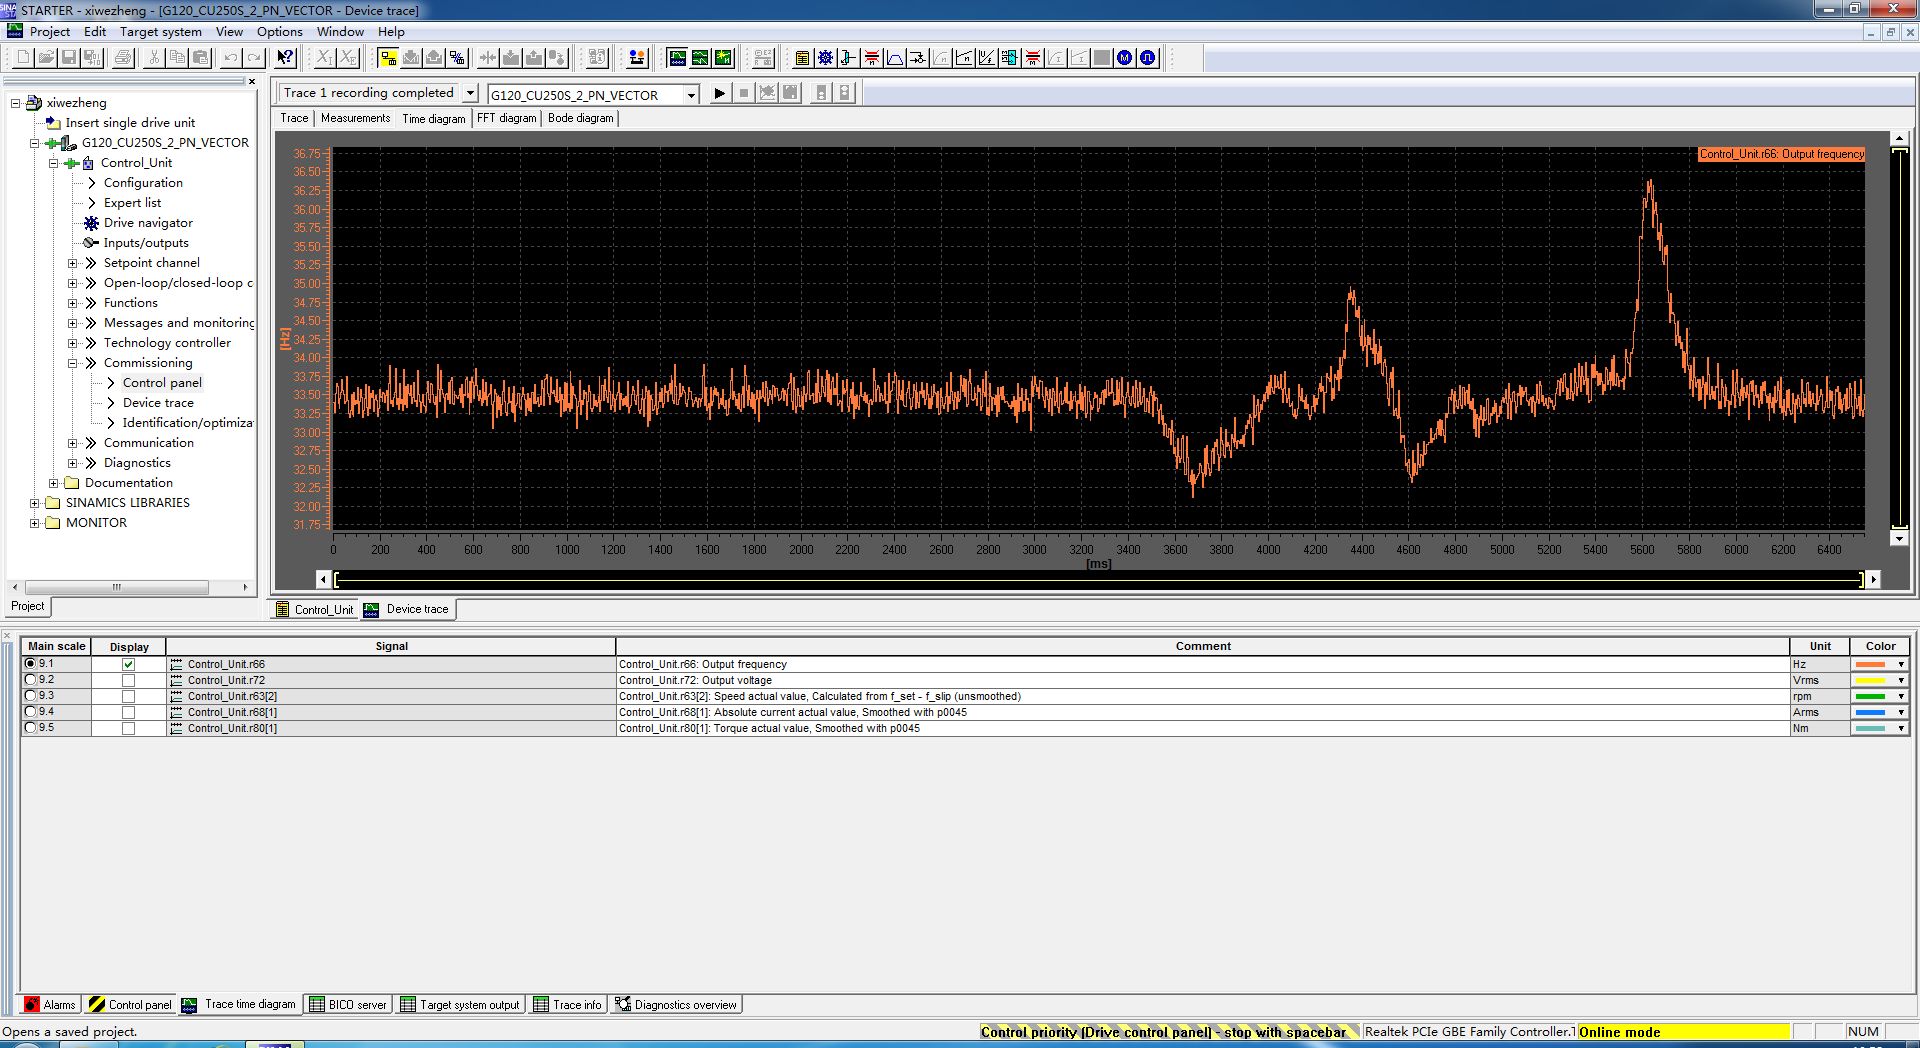 STARTER - xiwezheng - [G120_CU250S_2_PN_VECTOR - Device trace]
Project Edit Target system View Options Window Help
Trace 1 recording completed G120_CU250S_2_PN_VECTOR
Trace Measurements Time diagram FFT diagram Bode diagram
xiwezheng
Insert single drive unit
G120_CU250S_2_PN_VECTOR
Control_Unit
Configuration
Expert list
Drive navigator
Inputs/outputs
Setpoint channel
Open-loop/closed-loop c
Functions
Messages and monitoring
Technology controller
Commissioning
Control panel
Device trace
Identification/optimiza
Communication
Diagnostics
Documentation
SINAMICS LIBRARIES
MONITOR
Project
Control_Unit.r66: Output frequency
36.75
36.50
36.25
36.00
35.75
35.50
35.25
35.00
34.75
34.50
34.25
34.00
33.75
33.50
33.25
33.00
32.75
32.50
32.25
32.00
31.75
[Hz]
0 200 400 600 800 1000 1200 1400 1600 1800 2000 2200 2400 2600 2800 3000 3200 3400 3600 3800 4000 4200 4400 4600 4800 5000 5200 5400 5600 5800 6000 6200 6400
[ms]
Control_Unit Device trace
Main scale Display Signal Comment Unit Color
9.1 Control_Unit.r66 Control_Unit.r66: Output frequency Hz
9.2 Control_Unit.r72 Control_Unit.r72: Output voltage Vrms
9.3 Control_Unit.r63[2] Control_Unit.r63[2]: Speed actual value, Calculated from f_set - f_slip (unsmoothed) rpm
9.4 Control_Unit.r68[1] Control_Unit.r68[1]: Absolute current actual value, Smoothed with p0045 Arms
9.5 Control_Unit.r80[1] Control_Unit.r80[1]: Torque actual value, Smoothed with p0045 Nm
Alarms Control panel Trace time diagram BICO server Target system output Trace info Diagnostics overview
Opens a saved project. Control priority [Drive control panel] - stop with spacebar Realtek PCIe GBE Family Controller.T Online mode NUM